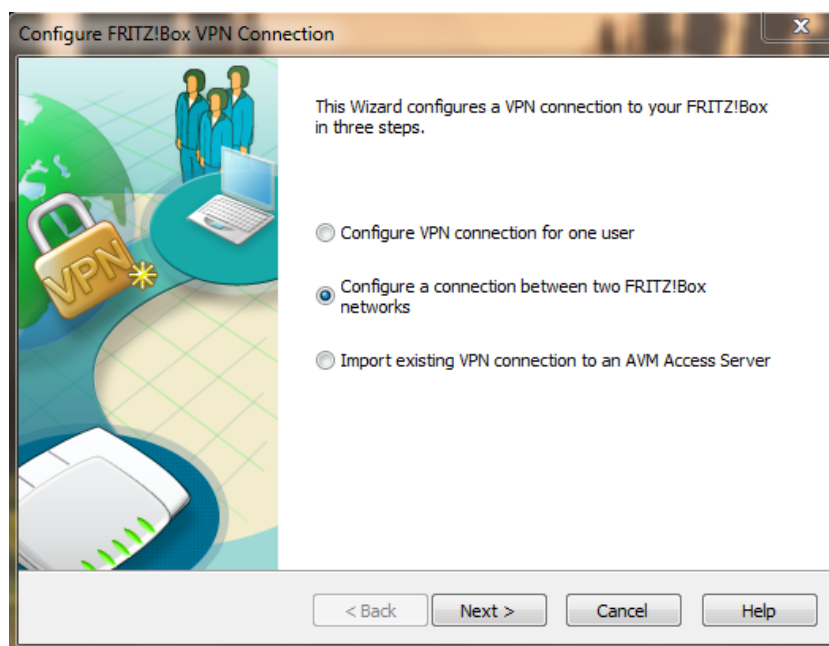 Configure FRITZ!Box VPN Connection
This Wizard configures a VPN connection to your FRITZ!Box
in three steps.
Configure VPN connection for one user
Configure a connection between two FRITZ!Box
networks
Import existing VPN connection to an AVM Access Server
VPN
< Back
Next >
Cancel
Help